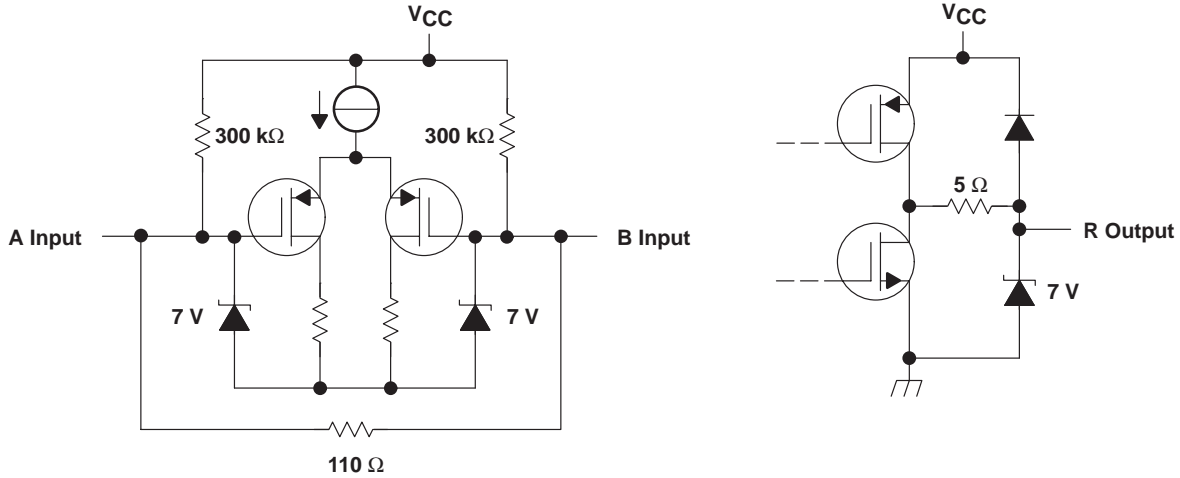 VCC
300 kΩ
300 kΩ
A Input
B Input
7 V
7 V
110 Ω
VCC
5 Ω
R Output
7 V